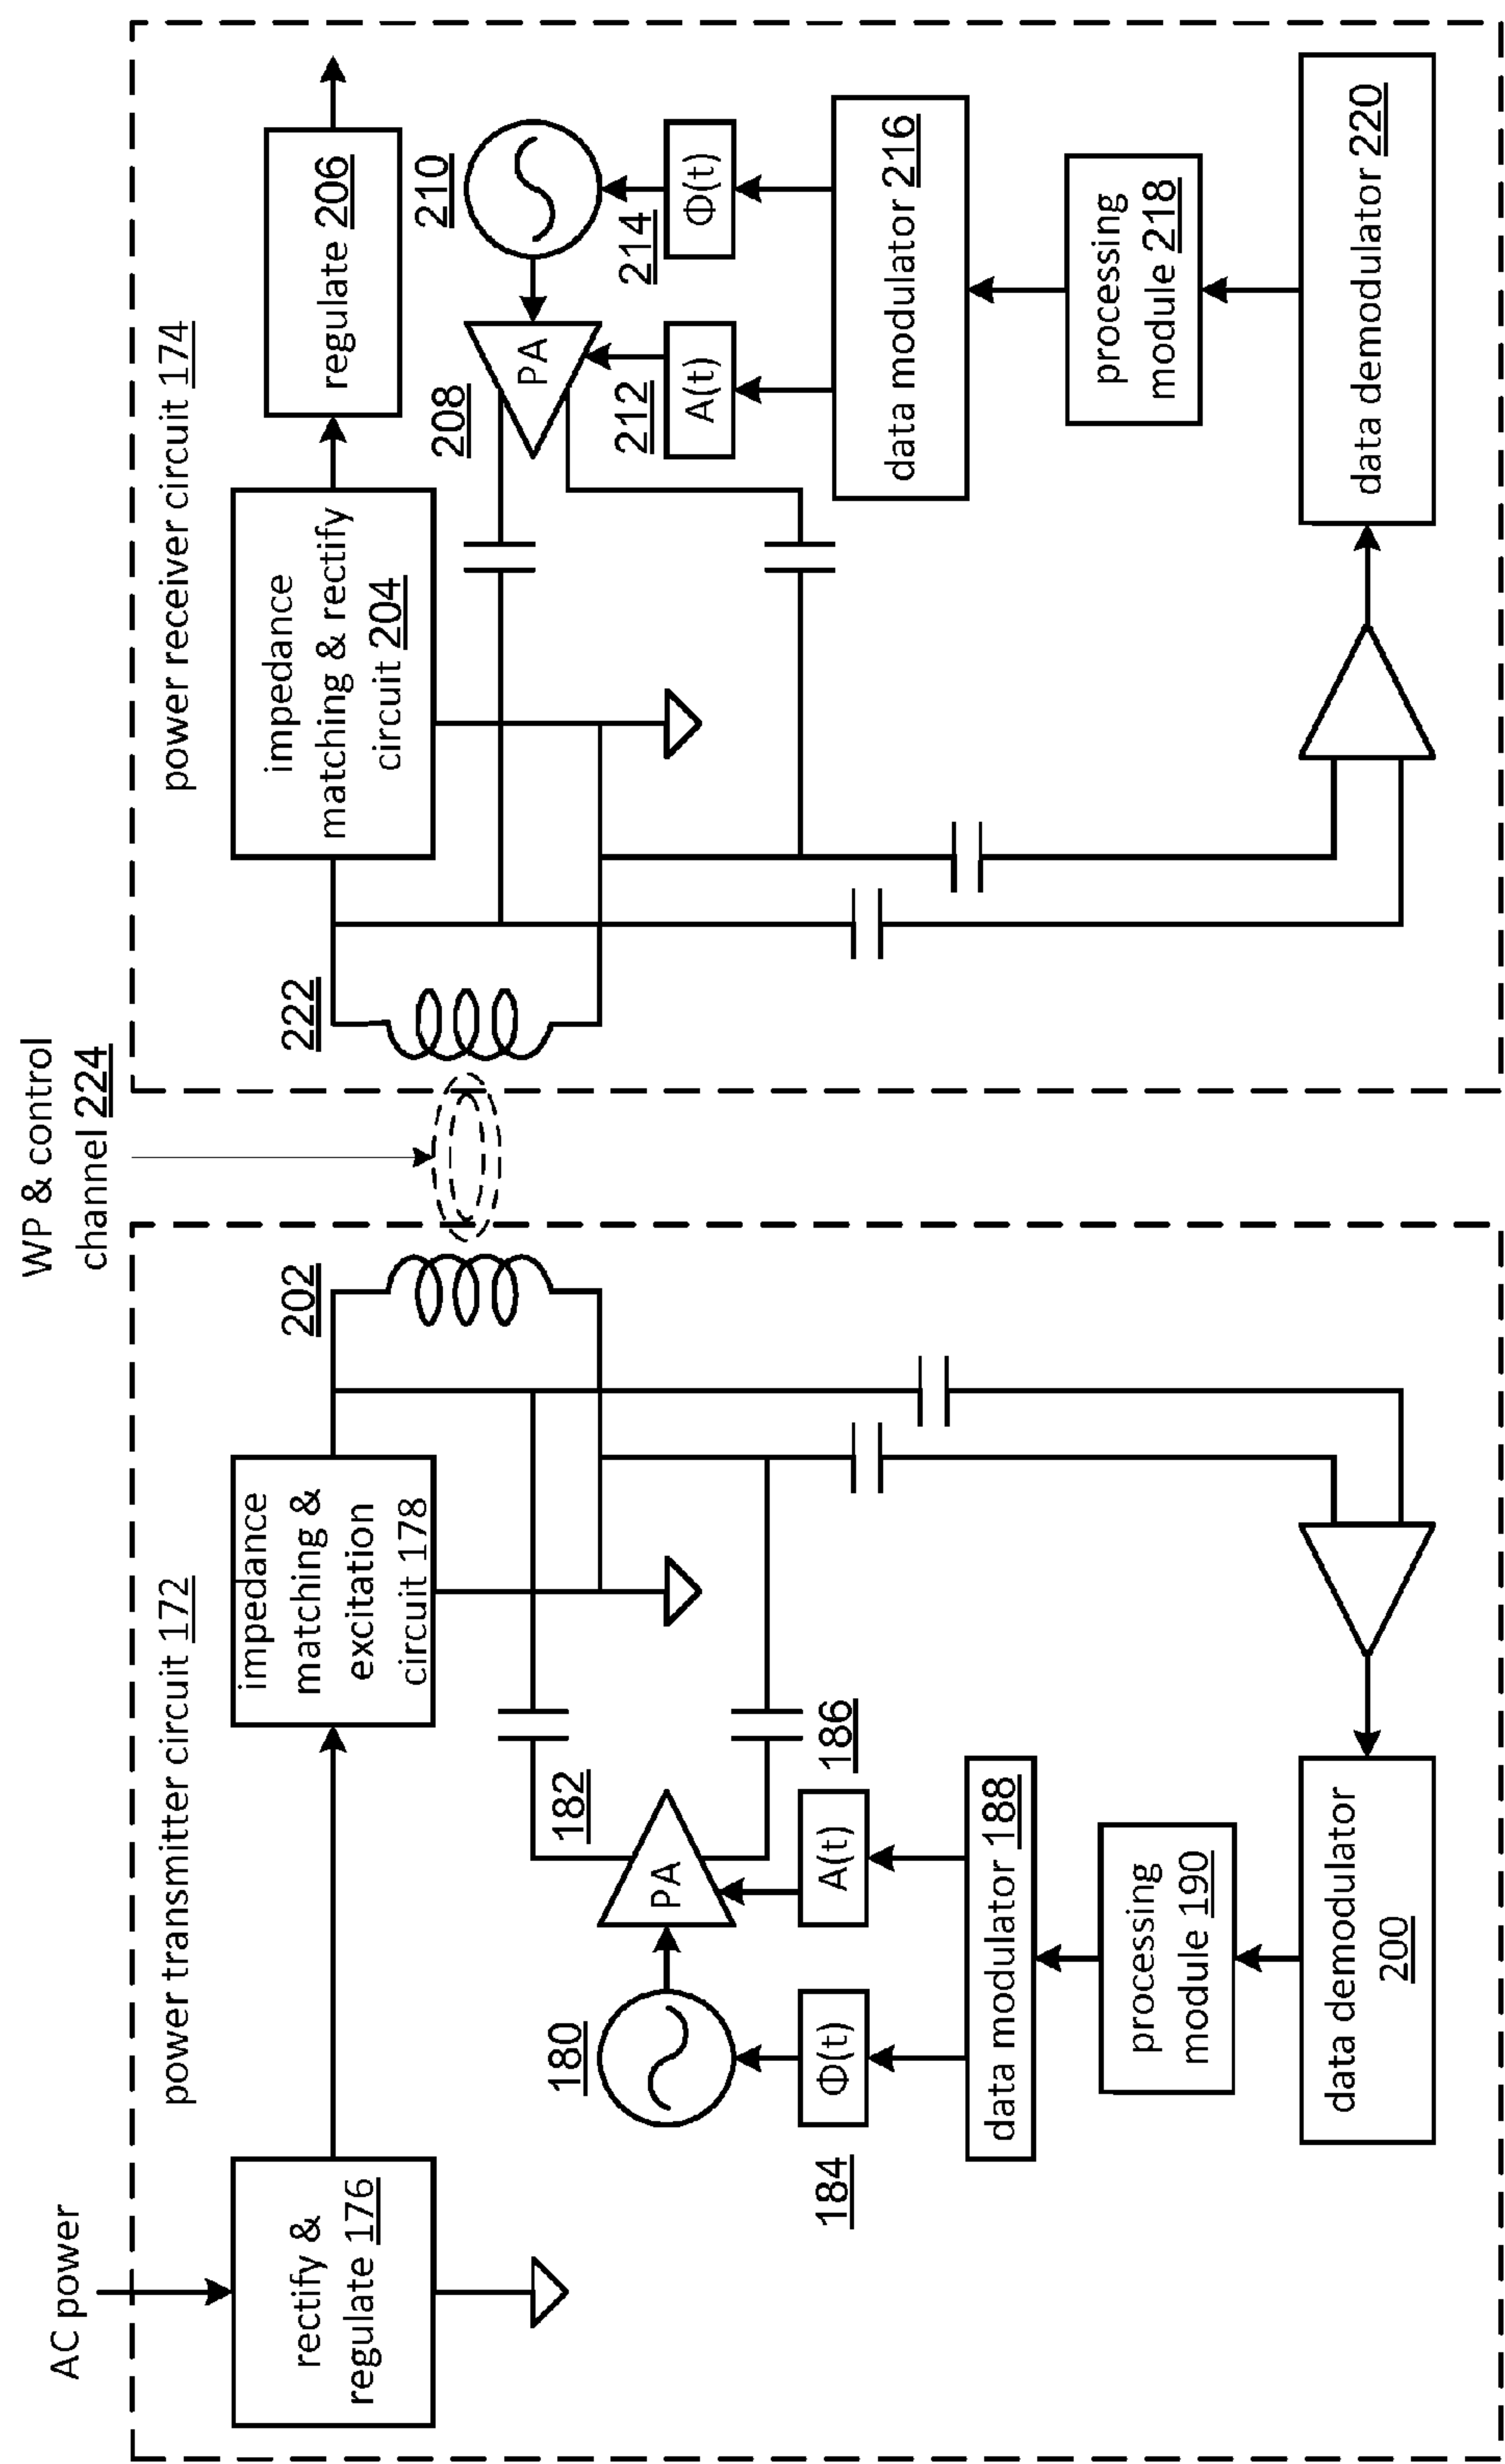 WP & control
channel 224
AC power
power transmitter circuit 172
rectify &
regulate 176
impedance
matching &
excitation
circuit 178
202
182
180
PA
186
184
Φ(t)
A(t)
data modulator 188
processing
module 190
data demodulator
200
power receiver circuit 174
222
impedance
matching & rectify
circuit 204
regulate 206
208
210
PA
212
214
A(t)
Φ(t)
data modulator 216
processing
module 218
data demodulator 220